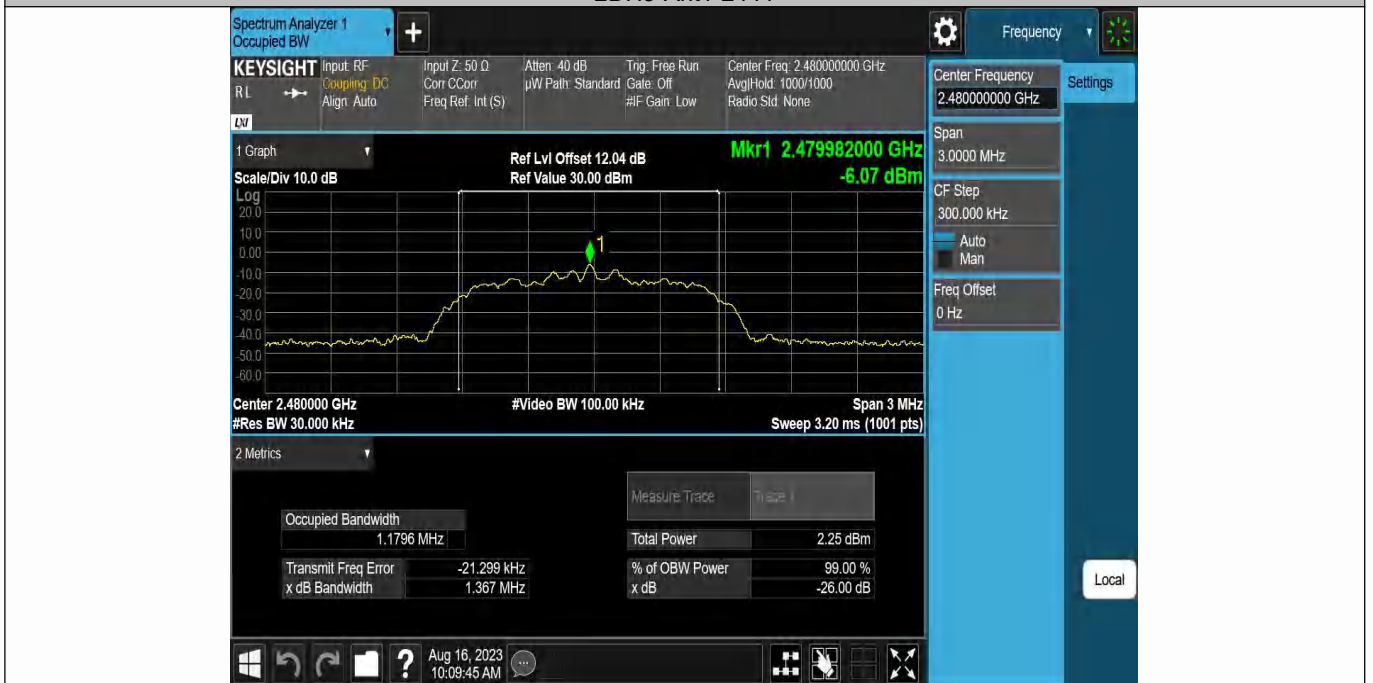 Spectrum Analyzer 1
Occupied BW
+
Frequency
KEYSIGHT
R L
LXI
Input: RF
Coupling: DC
Align: Auto
Input Z: 50 Ω
Corr CCorr
Freq Ref: Int (S)
Atten: 40 dB
µW Path: Standard
Trig: Free Run
Gate: Off
#IF Gain: Low
Center Freq: 2.480000000 GHz
Avg|Hold: 1000/1000
Radio Std: None
Center Frequency
2.480000000 GHz
Settings
Span
3.0000 MHz
CF Step
300.000 kHz
Auto
Man
Freq Offset
0 Hz
Local
1 Graph
Scale/Div 10.0 dB
Ref Lvl Offset 12.04 dB
Ref Value 30.00 dBm
Mkr1 2.479982000 GHz
-6.07 dBm
Log
20.0
10.0
0.00
-10.0
-20.0
-30.0
-40.0
-50.0
-60.0
1
Center 2.480000 GHz
#Res BW 30.000 kHz
#Video BW 100.00 kHz
Span 3 MHz
Sweep 3.20 ms (1001 pts)
2 Metrics
Measure Trace Trace 1
Occupied Bandwidth
1.1796 MHz
Total Power 2.25 dBm
Transmit Freq Error -21.299 kHz
% of OBW Power 99.00 %
x dB Bandwidth 1.367 MHz
x dB -26.00 dB
?
Aug 16, 2023
10:09:45 AM